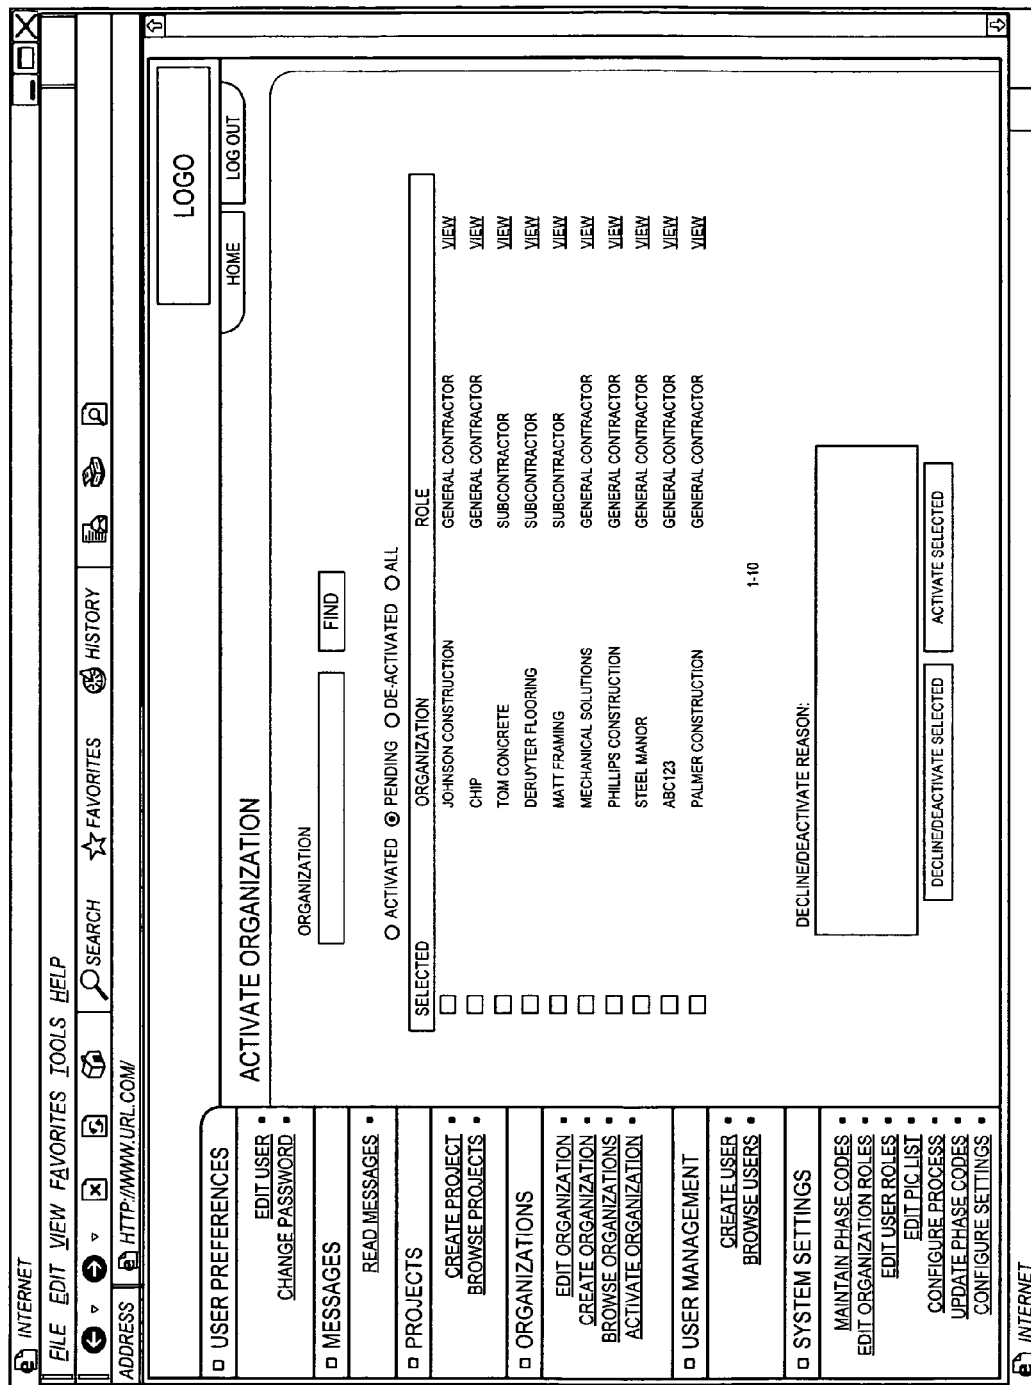 INTERNET
FILE EDIT VIEW FAVORITES TOOLS HELP
SEARCH FAVORITES HISTORY
ADDRESS HTTP://WWW.URL.COM/
LOGO
HOME
LOG OUT
USER PREFERENCES
EDIT USER
CHANGE PASSWORD
MESSAGES
READ MESSAGES
PROJECTS
CREATE PROJECT
BROWSE PROJECTS
ORGANIZATIONS
EDIT ORGANIZATION
CREATE ORGANIZATION
BROWSE ORGANIZATIONS
ACTIVATE ORGANIZATION
USER MANAGEMENT
CREATE USER
BROWSE USERS
SYSTEM SETTINGS
MAINTAIN PHASE CODES
EDIT ORGANIZATION ROLES
EDIT USER ROLES
EDIT PIC LIST
CONFIGURE PROCESS
UPDATE PHASE CODES
CONFIGURE SETTINGS
ACTIVATE ORGANIZATION
ORGANIZATION
FIND
ACTIVATED PENDING DE-ACTIVATED ALL
SELECTED ORGANIZATION ROLE
JOHNSON CONSTRUCTION GENERAL CONTRACTOR VIEW
CHIP GENERAL CONTRACTOR VIEW
TOM CONCRETE SUBCONTRACTOR VIEW
DERUYTER FLOORING SUBCONTRACTOR VIEW
MATT FRAMING SUBCONTRACTOR VIEW
MECHANICAL SOLUTIONS GENERAL CONTRACTOR VIEW
PHILLIPS CONSTRUCTION GENERAL CONTRACTOR VIEW
STEEL MANOR GENERAL CONTRACTOR VIEW
ABC123 GENERAL CONTRACTOR VIEW
PALMER CONSTRUCTION GENERAL CONTRACTOR VIEW
1-10
DECLINE/DEACTIVATE REASON:
DECLINE/DEACTIVATE SELECTED ACTIVATE SELECTED
INTERNET